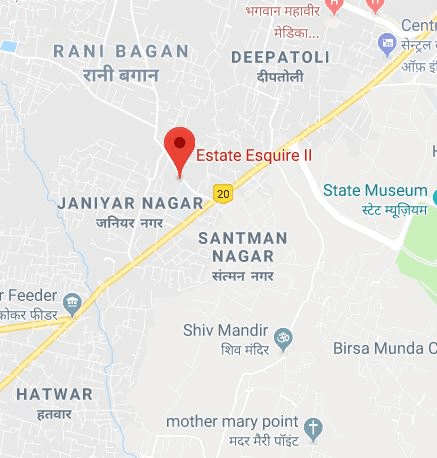 भगवान महावीर
मेडिका...
Centr
सेन्ट्रल व
ऑफ़ इं
RANI BAGAN
रानी बगान
DEEPATOLI
दीपतोली
Estate Esquire II
20
State Museum
स्टेट म्यूज़ियम
JANIYAR NAGAR
जनियर नगर
SANTMAN
NAGAR
संत्मन नगर
r Feeder
कोकर फीडर
Shiv Mandir
शिव मंदिर
Birsa Munda C
HATWAR
हतवार
mother mary point
मदर मैरी पॉइंट